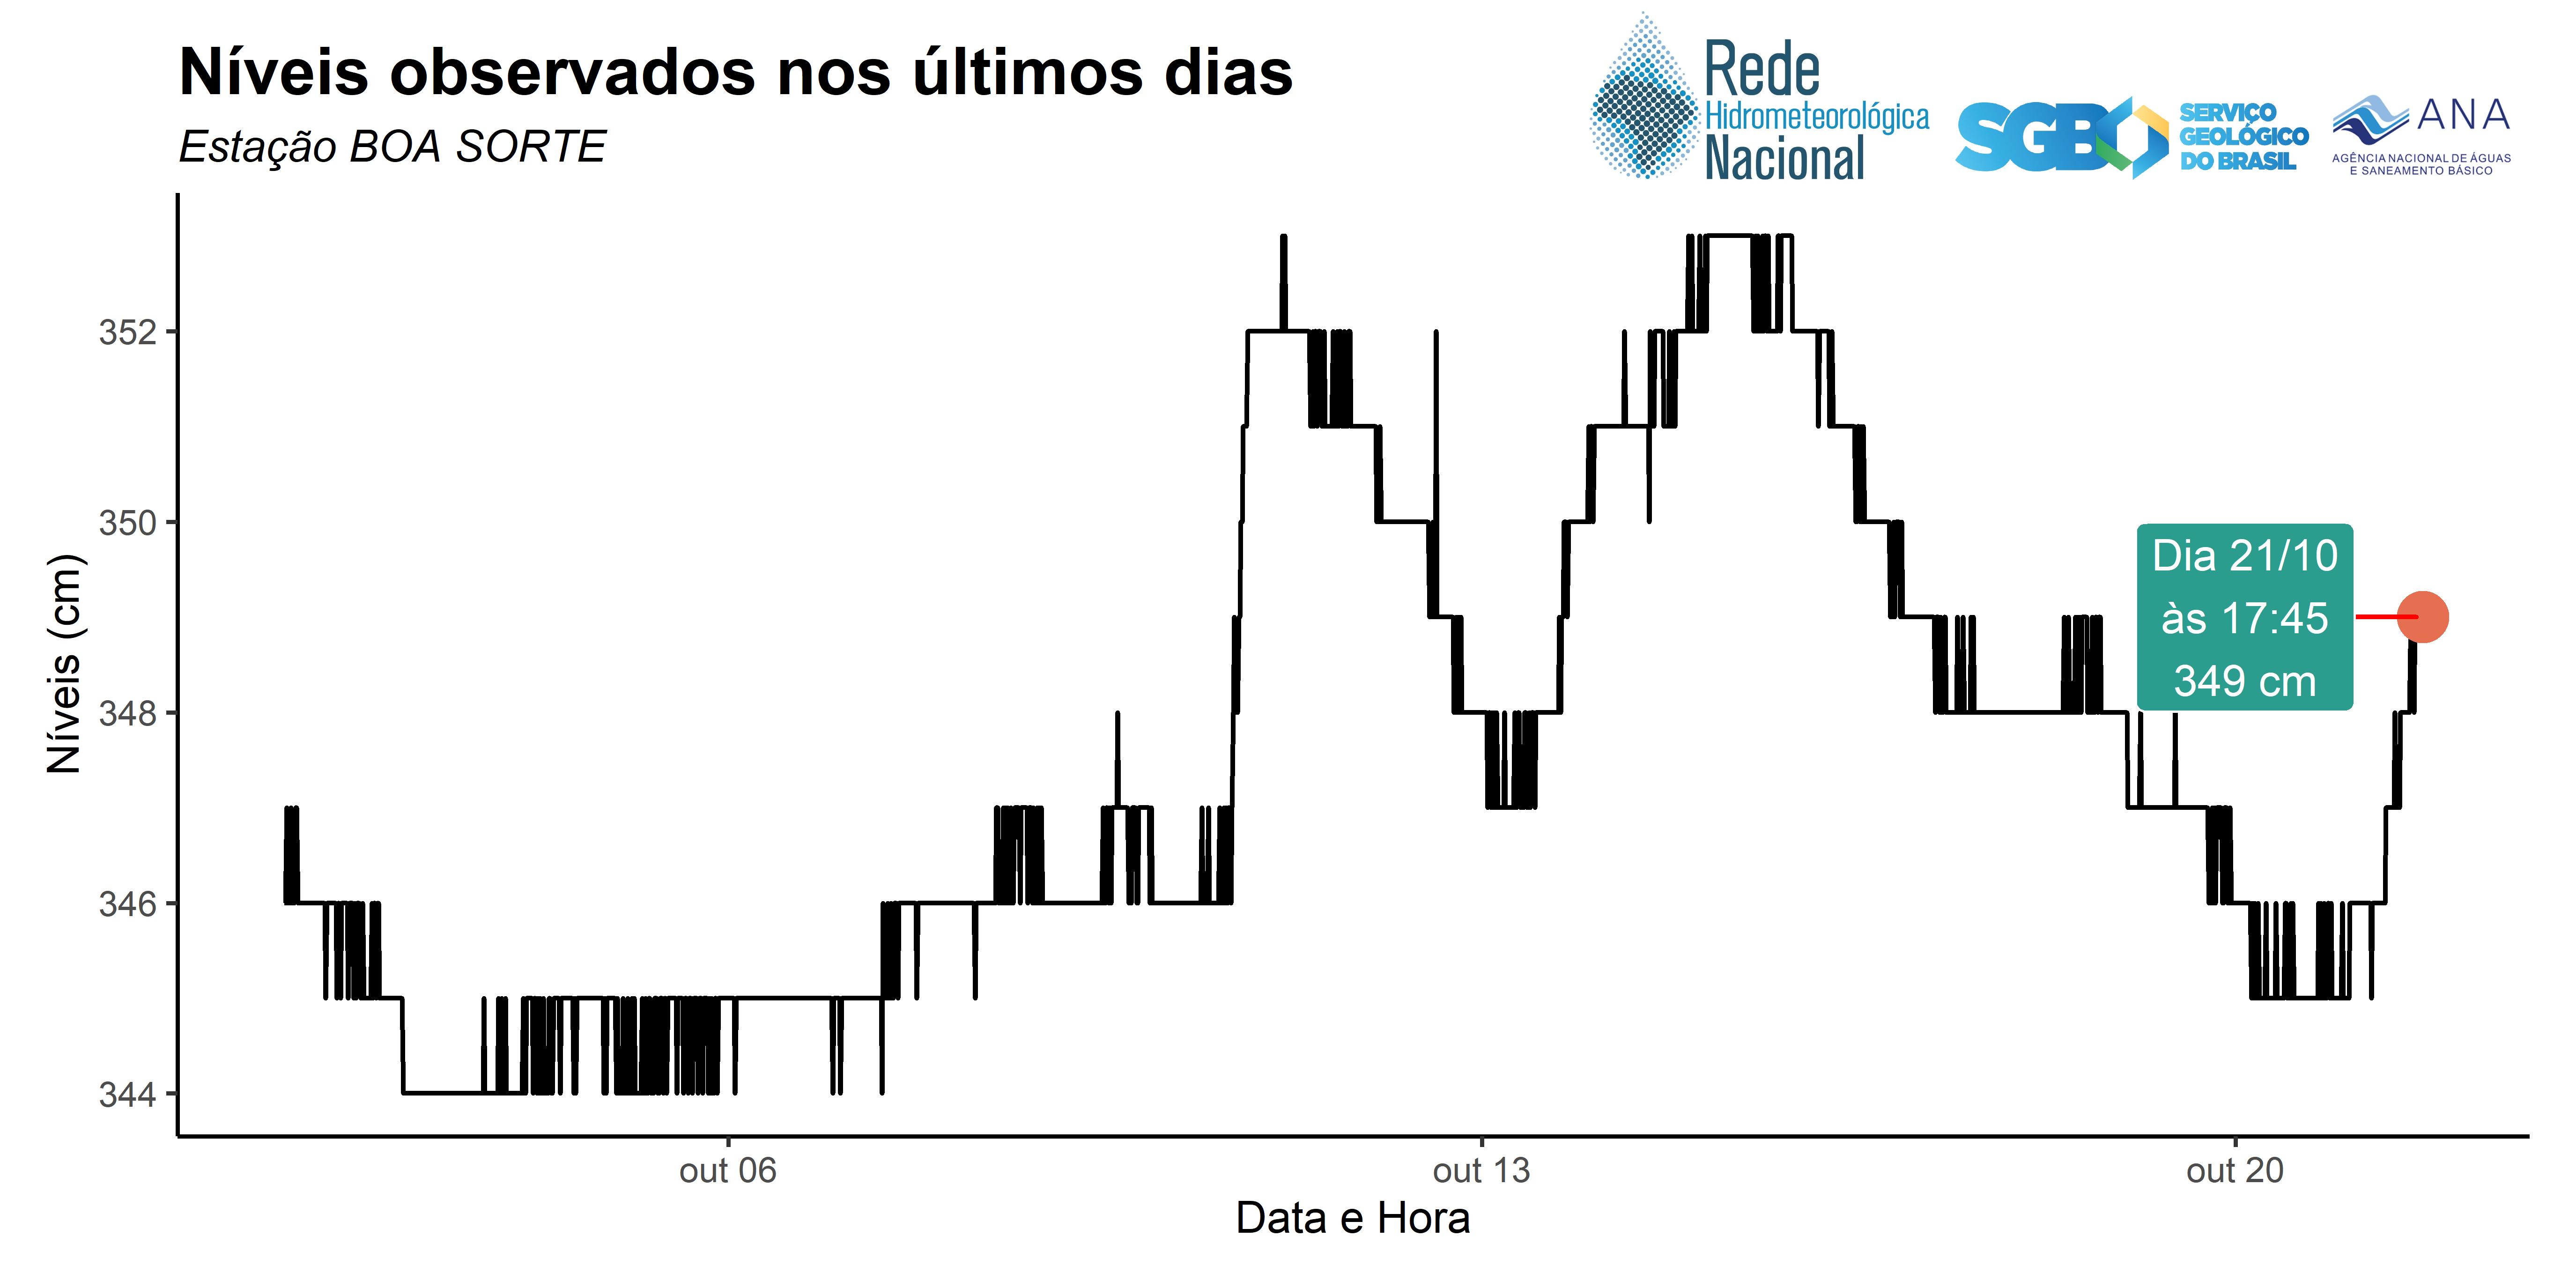 Níveis observados nos últimos dias
Estação BOA SORTE
Rede
Hidrometeorológica
Nacional
SGB
SERVIÇO
GEOLÓGICO
DO BRASIL
ANA
AGÊNCIA NACIONAL DE ÁGUAS
E SANEAMENTO BÁSICO
Níveis (cm)
352
350
348
346
344
Dia 21/10
às 17:45
349 cm
out 06
out 13
out 20
Data e Hora